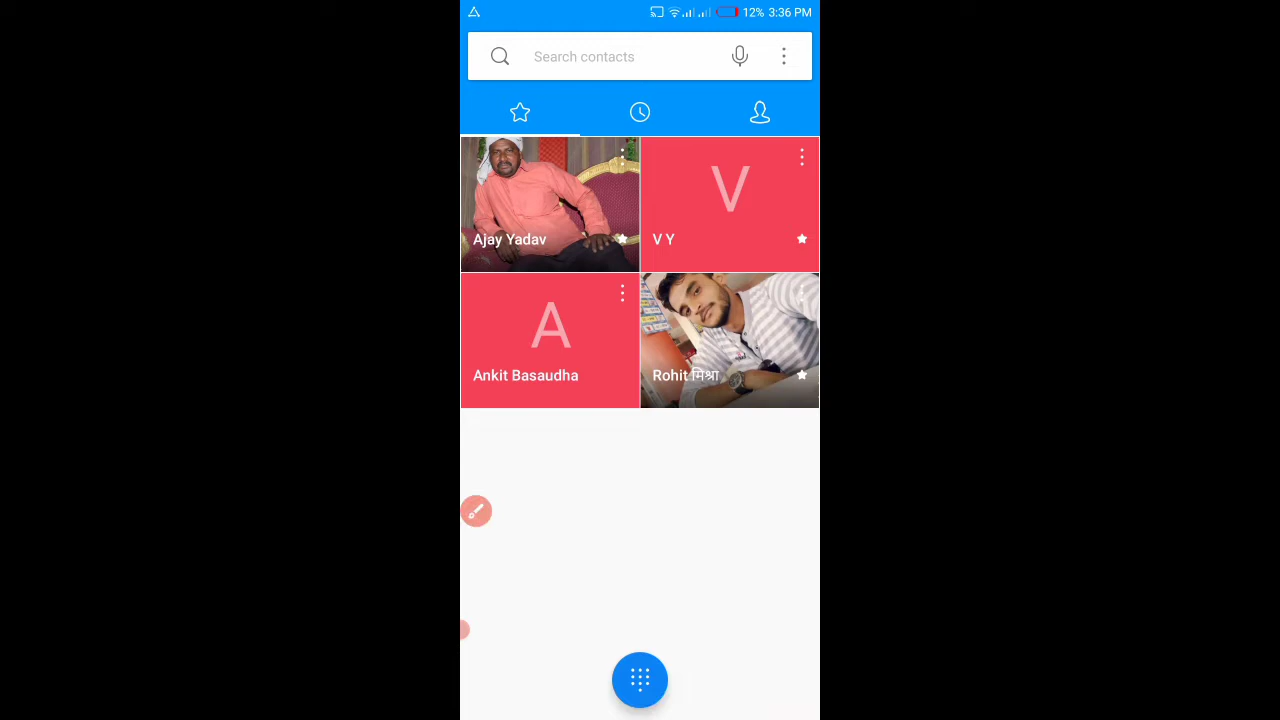 12% 3:36 PM
Search contacts
V
Ajay Yadav
V Y
A
Ankit Basaudha
Rohit मिश्रा